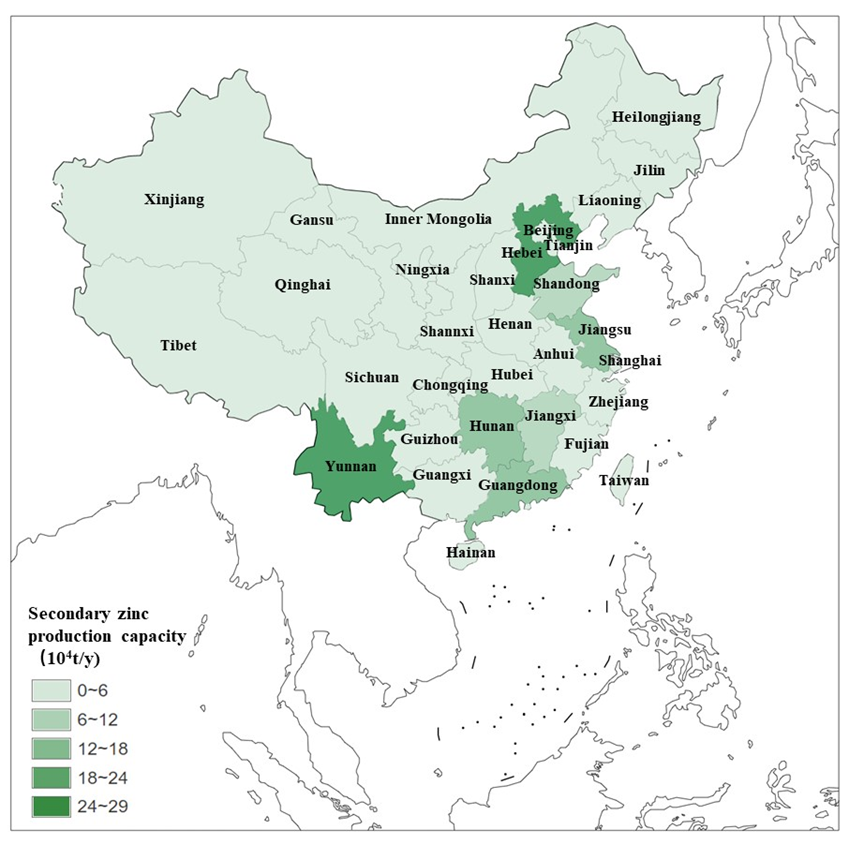 Heilongjiang
Jilin
Liaoning
Xinjiang
Gansu
Inner Mongolia
Beijing
Tianjin
Hebei
Ningxia
Shanxi
Qinghai
Shandong
Henan
Shannxi
Jiangsu
Tibet
Anhui
Shanghai
Sichuan
Hubei
Chongqing
Zhejiang
Jiangxi
Hunan
Guizhou
Fujian
Yunnan
Guangxi
Guangdong
Taiwan
Hainan
Secondary zinc
production capacity
(10⁴t/y)
0~6
6~12
12~18
18~24
24~29